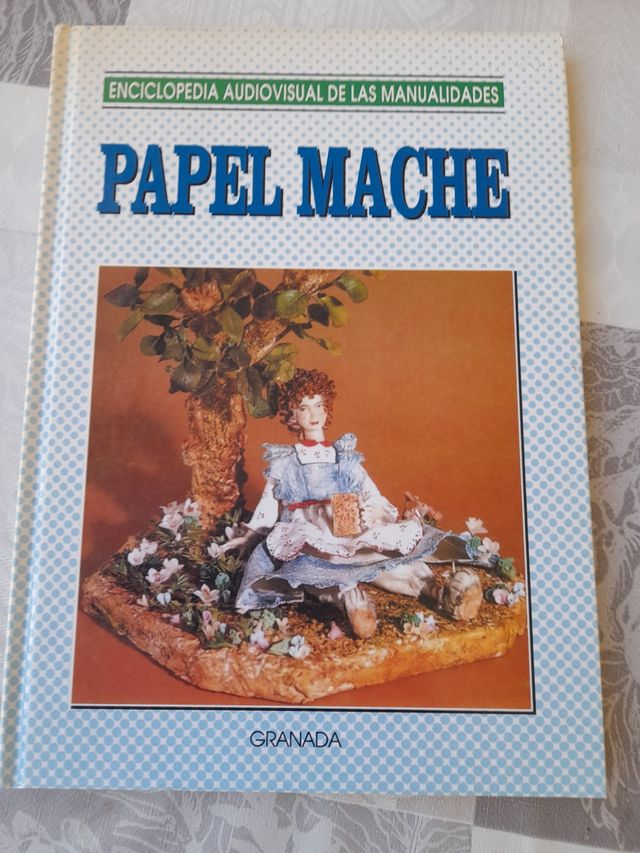 ENCICLOPEDIA AUDIOVISUAL DE LAS MANUALIDADES
PAPEL MACHE
GRANADA